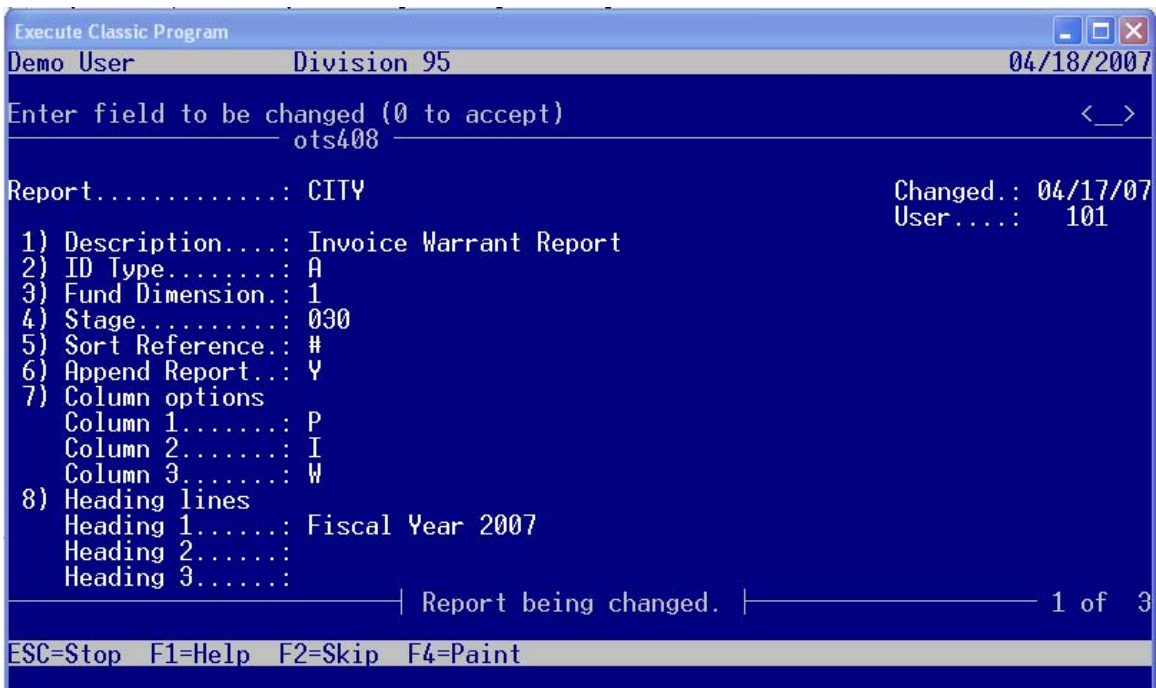 Execute Classic Program
Demo User Division 95 04/18/2007
Enter field to be changed (0 to accept) <__>
ots408
Report.............: CITY Changed.: 04/17/07
User....: 101
1) Description....: Invoice Warrant Report
2) ID Type........: A
3) Fund Dimension.: 1
4) Stage..........: 030
5) Sort Reference.: #
6) Append Report..: Y
7) Column options
Column 1.......: P
Column 2.......: I
Column 3.......: W
8) Heading lines
Heading 1......: Fiscal Year 2007
Heading 2......:
Heading 3......:
Report being changed. 1 of 3
ESC=Stop F1=Help F2=Skip F4=Paint